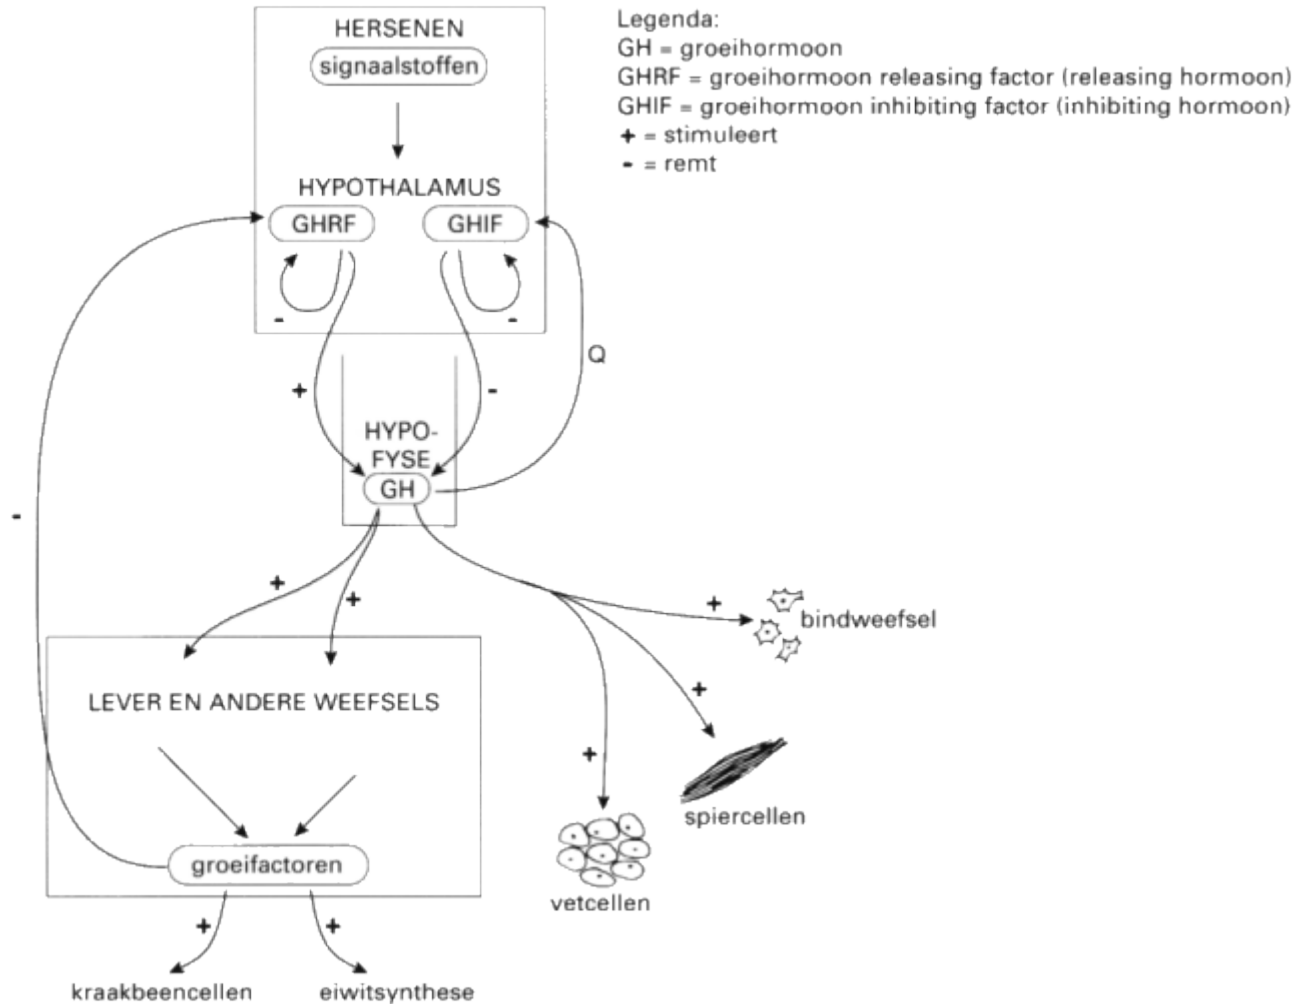 HERSENEN
signaalstoffen
HYPOTHALAMUS
GHRF
GHIF
-
-
+
-
Q
HYPO-
FYSE
GH
-
+
+
LEVER EN ANDERE WEEFSELS
groeifactoren
+
+
kraakbeencellen
eiwitsynthese
+
bindweefsel
+
spiercellen
+
vetcellen
Legenda:
GH = groeihormoon
GHRF = groeihormoon releasing factor (releasing hormoon)
GHIF = groeihormoon inhibiting factor (inhibiting hormoon)
+ = stimuleert
- = remt